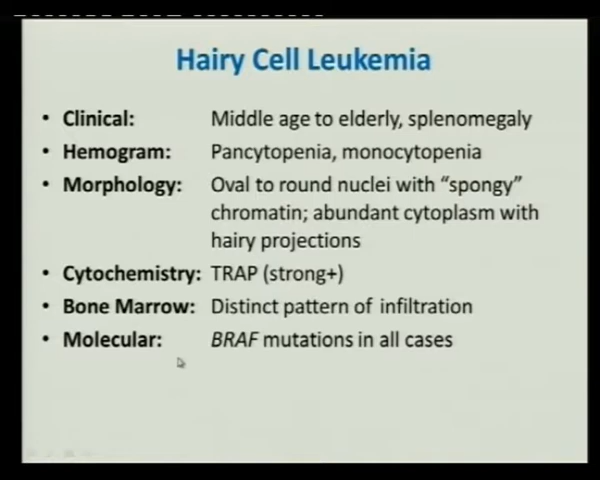 Hairy Cell Leukemia
• Clinical: Middle age to elderly, splenomegaly
• Hemogram: Pancytopenia, monocytopenia
• Morphology: Oval to round nuclei with “spongy”
chromatin; abundant cytoplasm with
hairy projections
• Cytochemistry: TRAP (strong+)
• Bone Marrow: Distinct pattern of infiltration
• Molecular: BRAF mutations in all cases